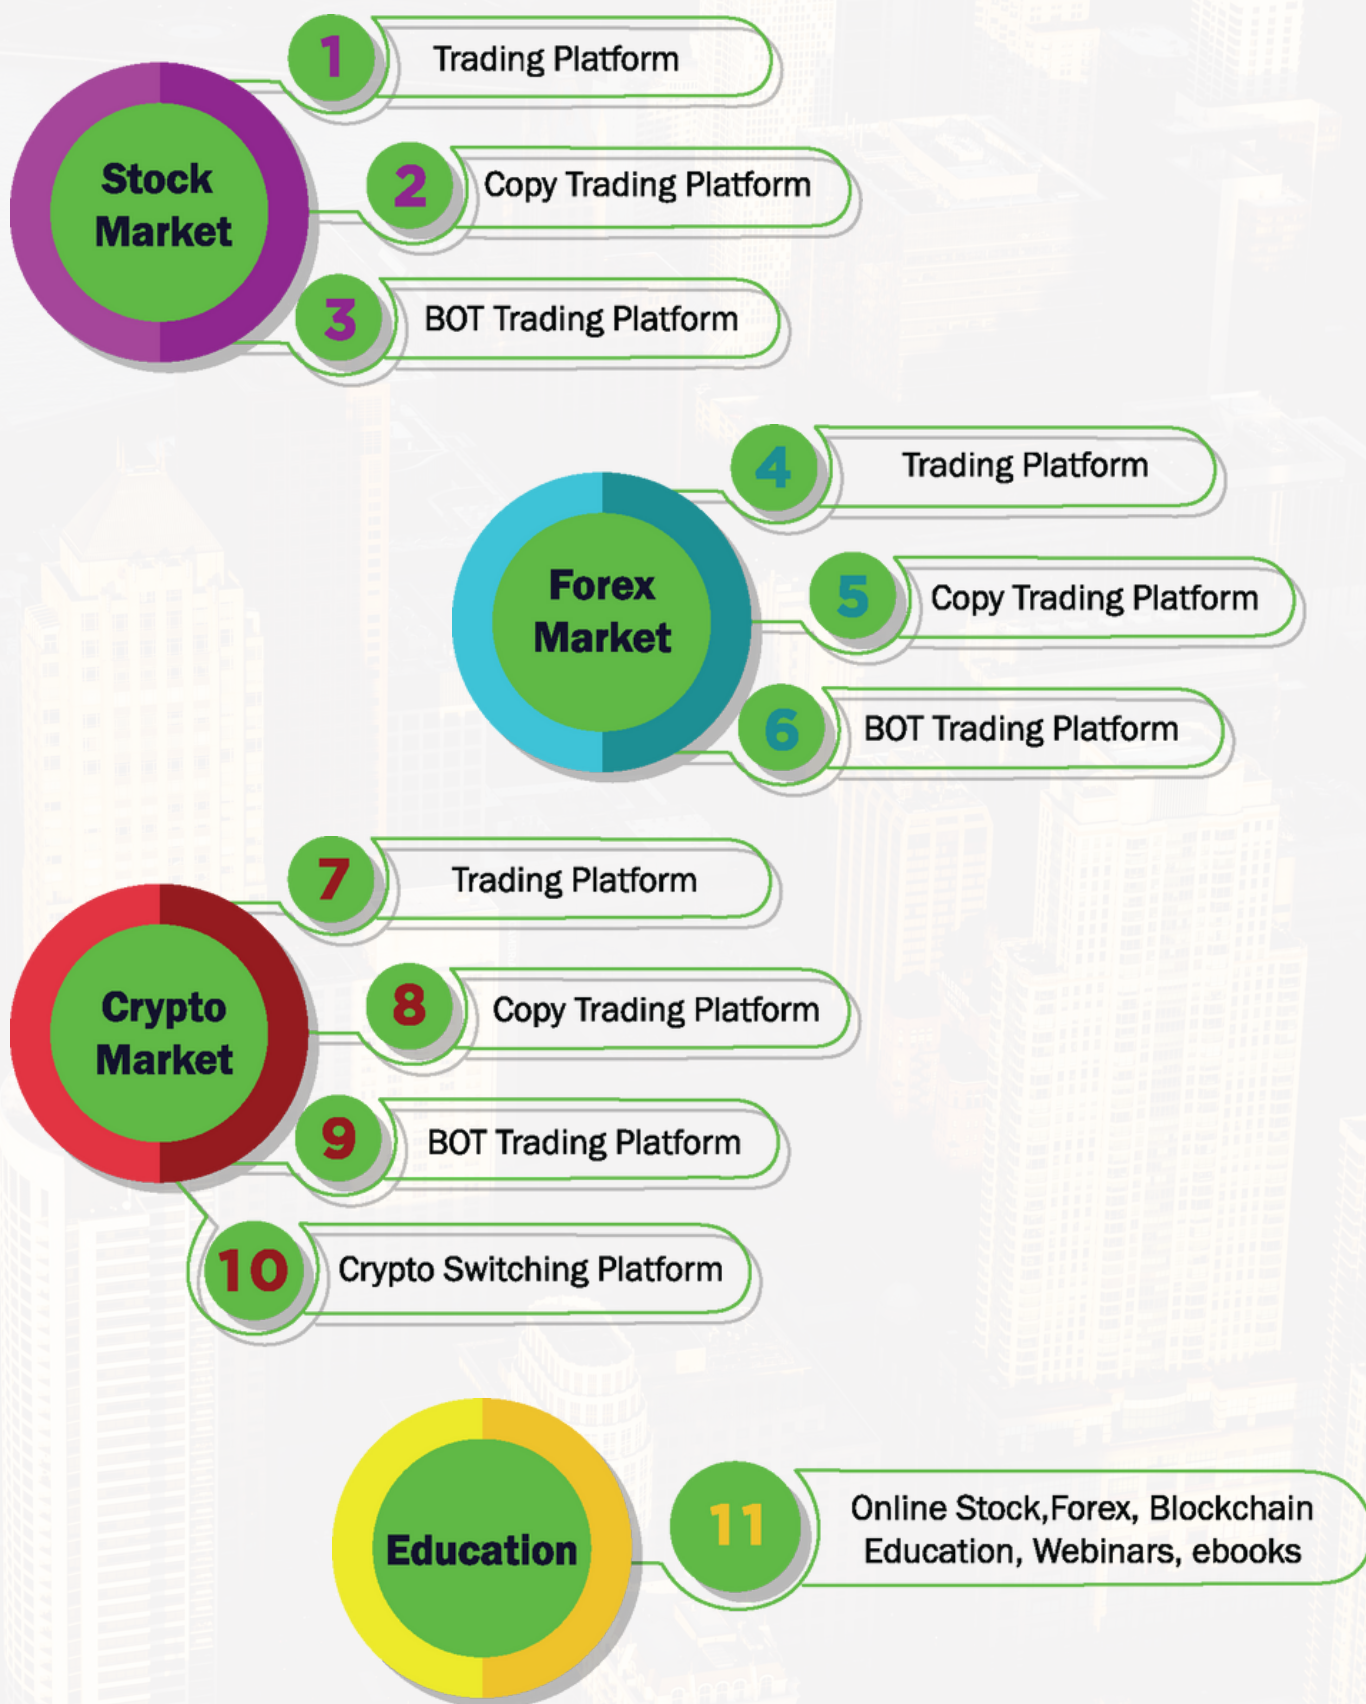 Stock
Market
1
Trading Platform
2
Copy Trading Platform
3
BOT Trading Platform
Forex
Market
4
Trading Platform
5
Copy Trading Platform
6
BOT Trading Platform
Crypto
Market
7
Trading Platform
8
Copy Trading Platform
9
BOT Trading Platform
10
Crypto Switching Platform
Education
11
Online Stock,Forex, Blockchain
Education, Webinars, ebooks